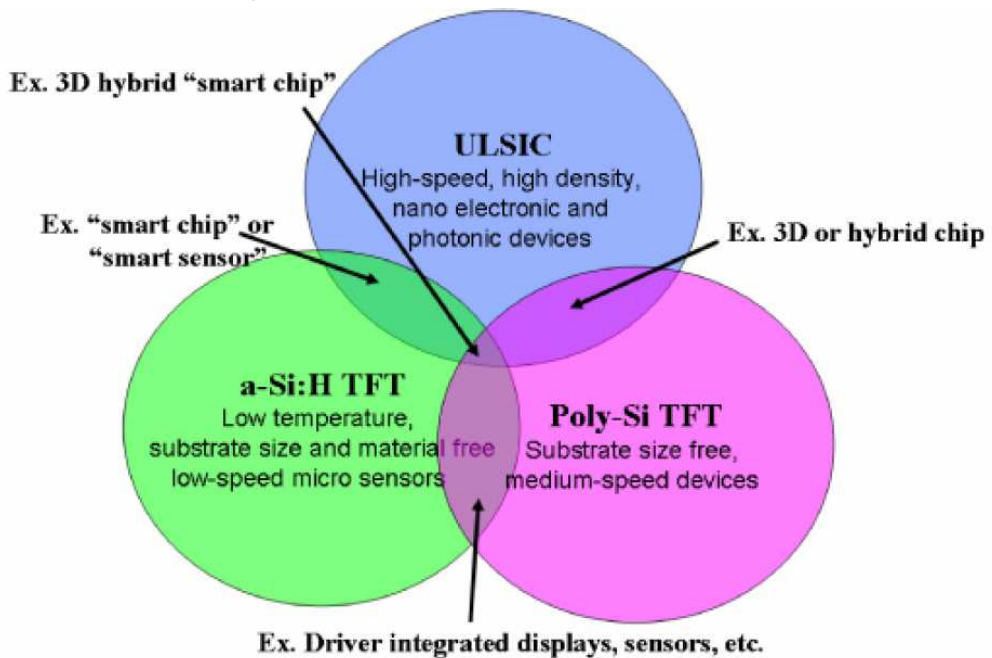 Ex. 3D hybrid “smart chip”
ULSIC
High-speed, high density,
nano electronic and
photonic devices
Ex. “smart chip” or
“smart sensor”
Ex. 3D or hybrid chip
a-Si:H TFT
Low temperature,
substrate size and material free
low-speed micro sensors
Poly-Si TFT
Substrate size free,
medium-speed devices
Ex. Driver integrated displays, sensors, etc.